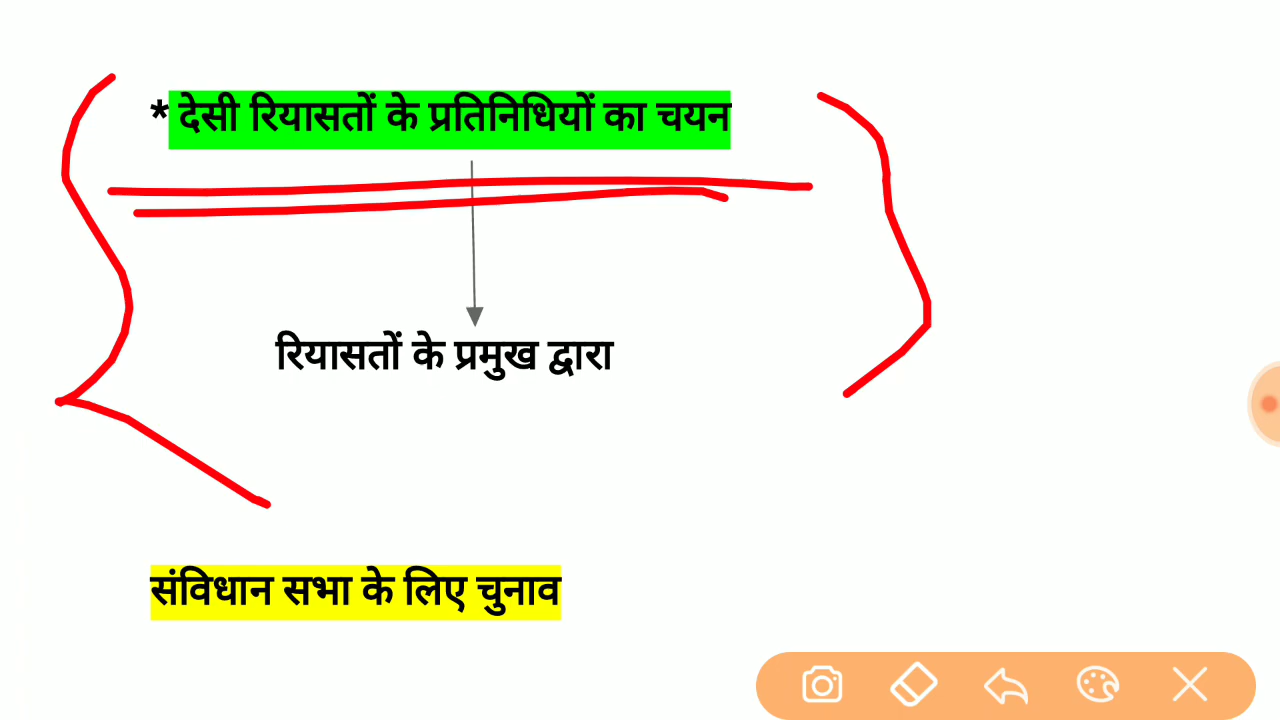 * देसी रियासतों के प्रतिनिधियों का चयन
रियासतों के प्रमुख द्वारा
संविधान सभा के लिए चुनाव